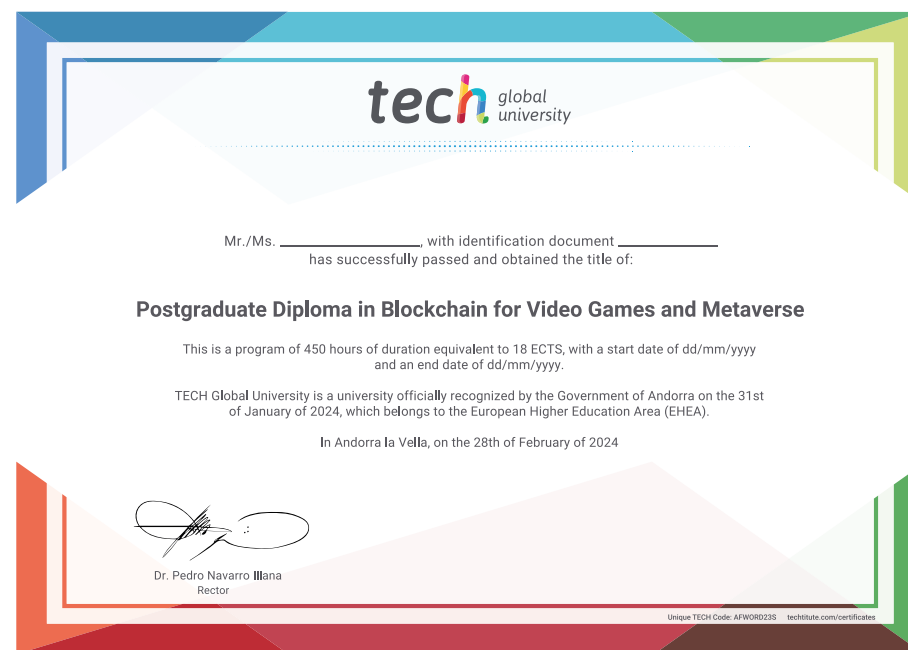 tech global university
Mr./Ms. ____________________, with identification document ______________
has successfully passed and obtained the title of:
Postgraduate Diploma in Blockchain for Video Games and Metaverse
This is a program of 450 hours of duration equivalent to 18 ECTS, with a start date of dd/mm/yyyy
and an end date of dd/mm/yyyy.
TECH Global University is a university officially recognized by the Government of Andorra on the 31st
of January of 2024, which belongs to the European Higher Education Area (EHEA).
In Andorra la Vella, on the 28th of February of 2024
Dr. Pedro Navarro Illana
Rector
Unique TECH Code: AFWORD23S techtitute.com/certificates